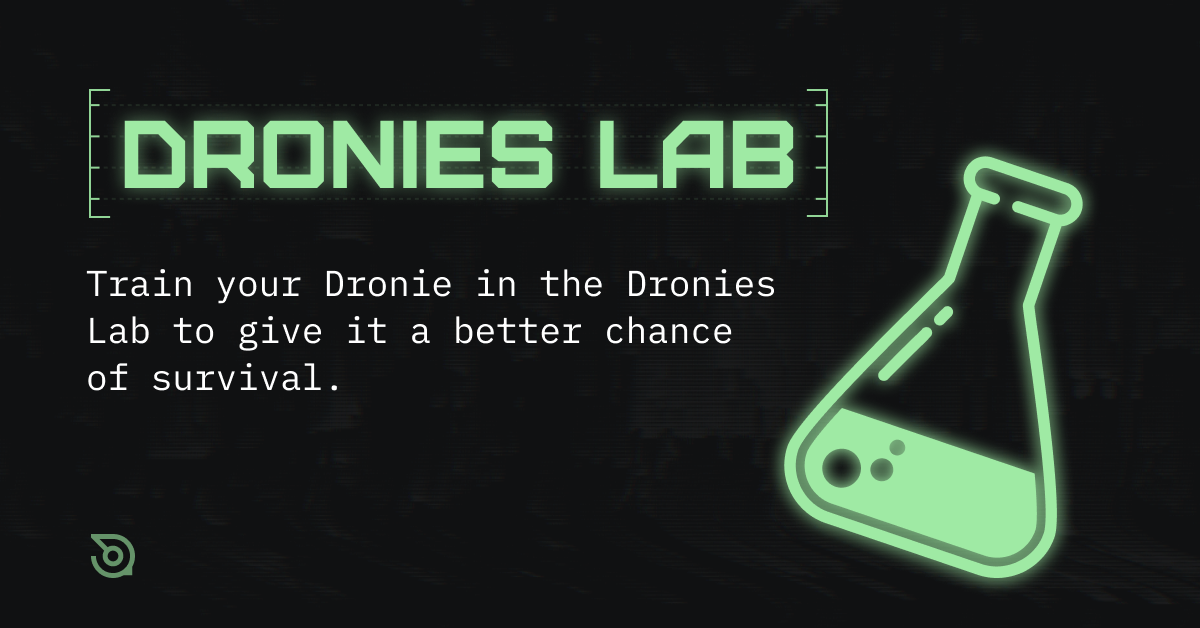 DRONIES LAB
Train your Dronie in the Dronies
Lab to give it a better chance
of survival.